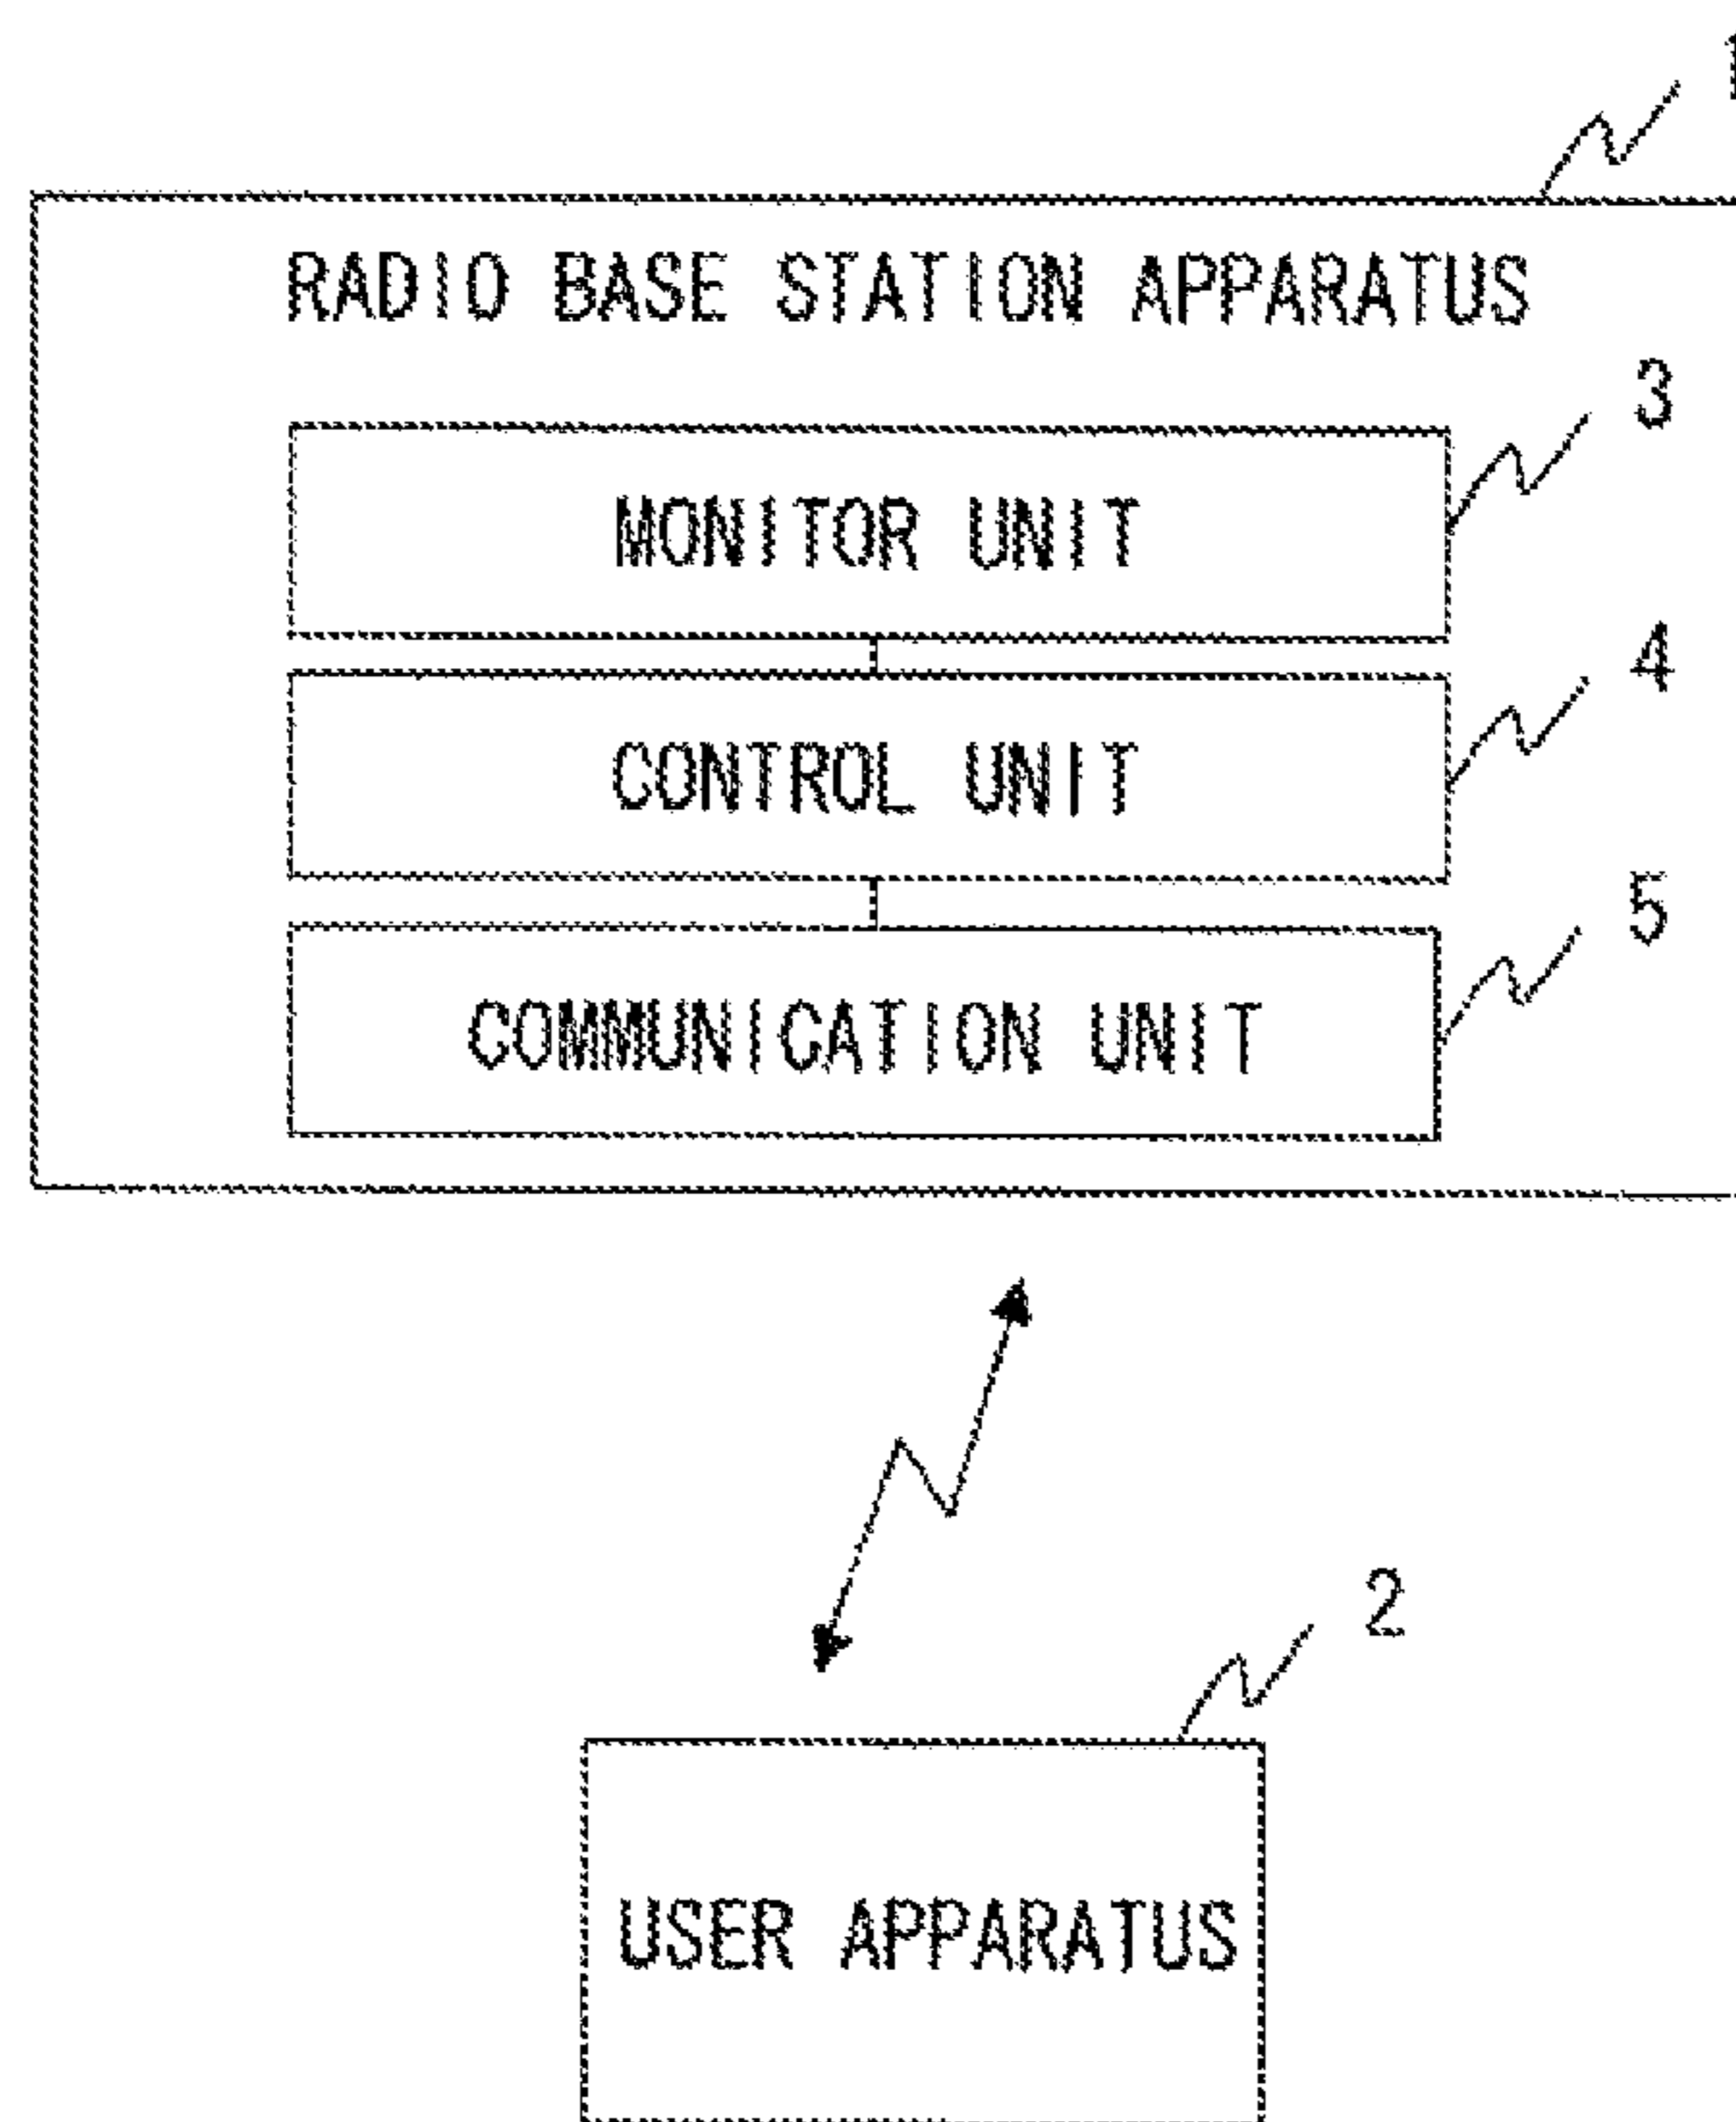 1
RADIO BASE STATION APPARATUS
3
MONITOR UNIT
4
CONTROL UNIT
5
COMMUNICATION UNIT
2
USER APPARATUS